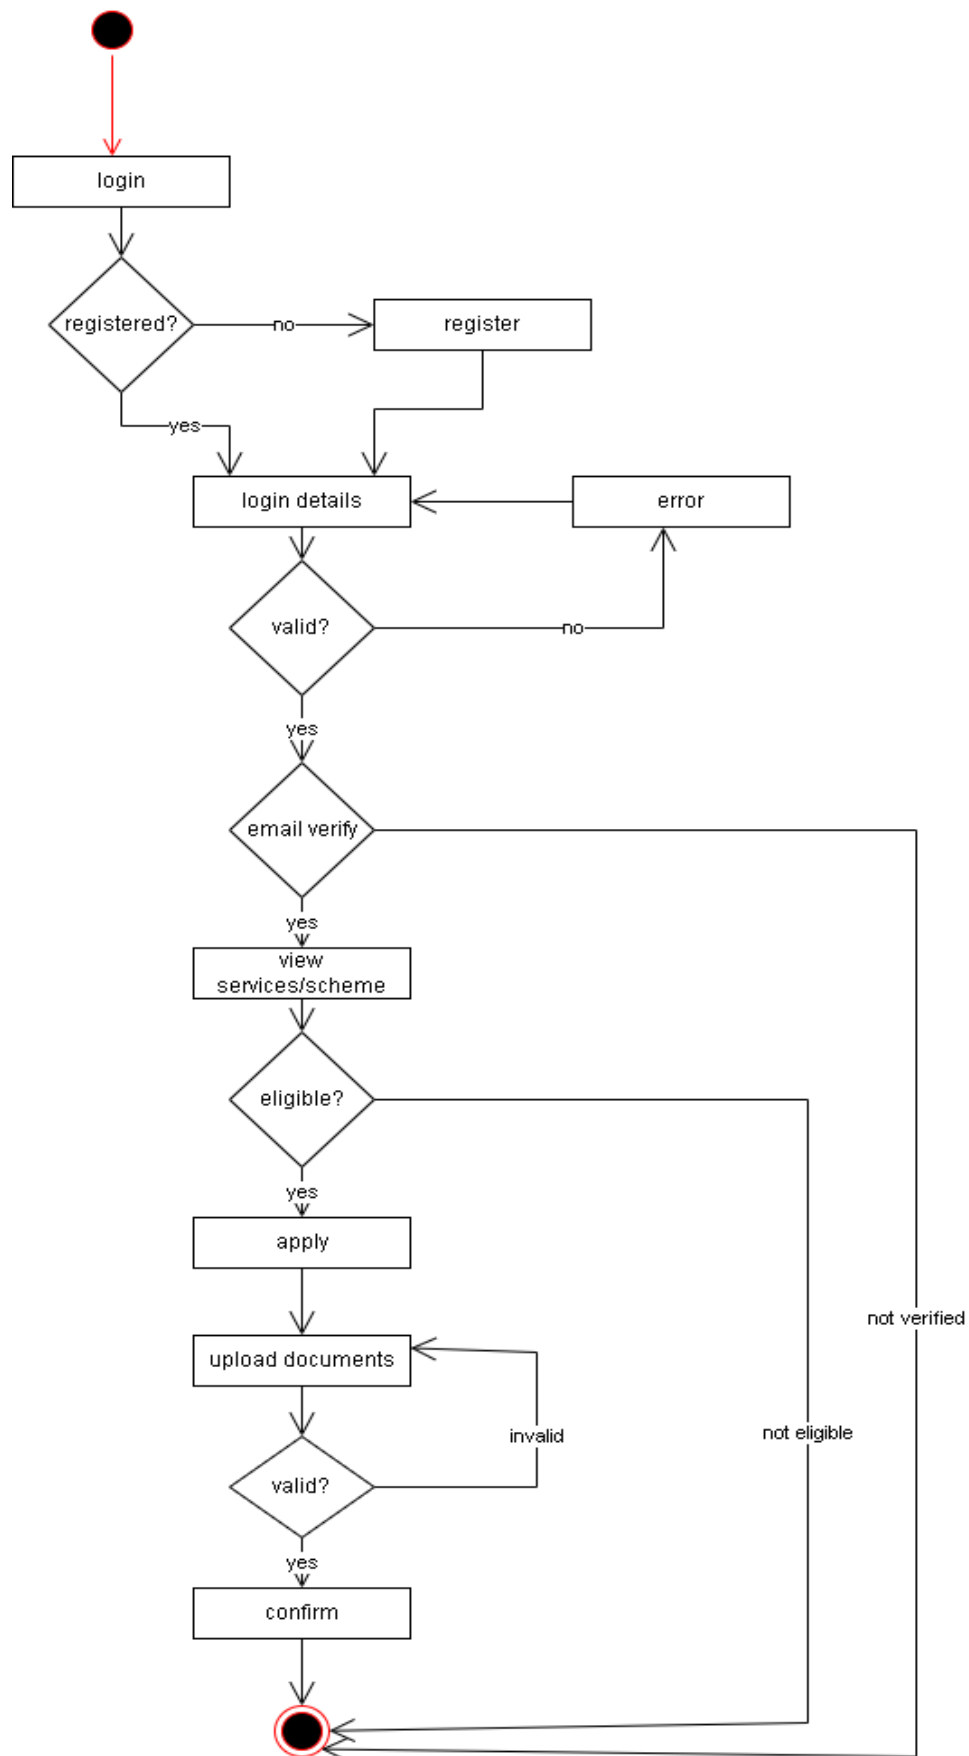 login
registered?
no
register
yes
login details
error
valid?
no
yes
email verify
yes
view
services/scheme
eligible?
yes
apply
not verified
upload documents
not eligible
invalid
valid?
yes
confirm